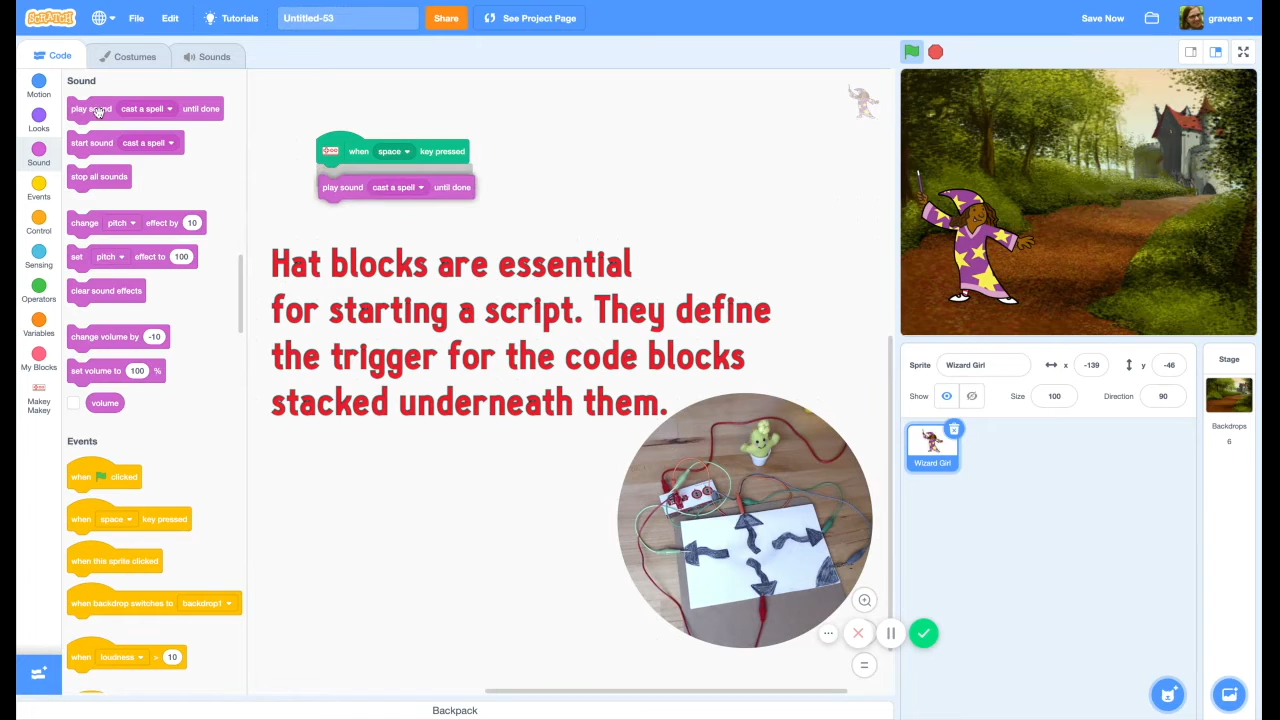 SCRATCH
File
Edit
Tutorials
Untitled-53
Share
See Project Page
Save Now
gravesn
Code
Costumes
Sounds
Motion
Looks
Sound
Events
Control
Sensing
Operators
Variables
My Blocks
Makey
Makey
Sound
play sound cast a spell until done
start sound cast a spell
stop all sounds
change pitch effect by 10
set pitch effect to 100
clear sound effects
change volume by -10
set volume to 100 %
volume
Events
when clicked
when space key pressed
when this sprite clicked
when backdrop switches to backdrop1
when loudness > 10
when space key pressed
play sound cast a spell until done
Hat blocks are essential
for starting a script. They define
the trigger for the code blocks
stacked underneath them.
Sprite Wizard Girl x -139 y -46
Show Size 100 Direction 90
Wizard Girl
Stage
Backdrops
6
Backpack